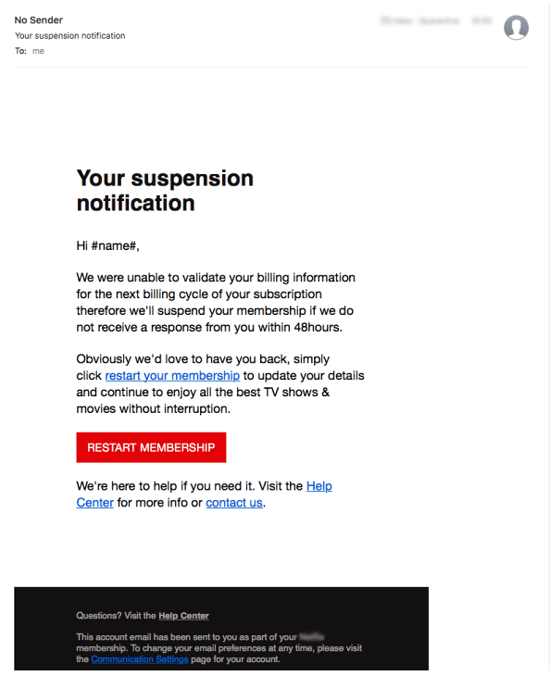 No Sender
Your suspension notification
To: me
Your suspension
notification
Hi #name#,
We were unable to validate your billing information
for the next billing cycle of your subscription
therefore we'll suspend your membership if we do
not receive a response from you within 48hours.
Obviously we'd love to have you back, simply
click restart your membership to update your details
and continue to enjoy all the best TV shows &
movies without interruption.
RESTART MEMBERSHIP
We're here to help if you need it. Visit the Help
Center for more info or contact us.
Questions? Visit the Help Center
This account email has been sent to you as part of your
membership. To change your email preferences at any time, please visit
the Communication Settings page for your account.